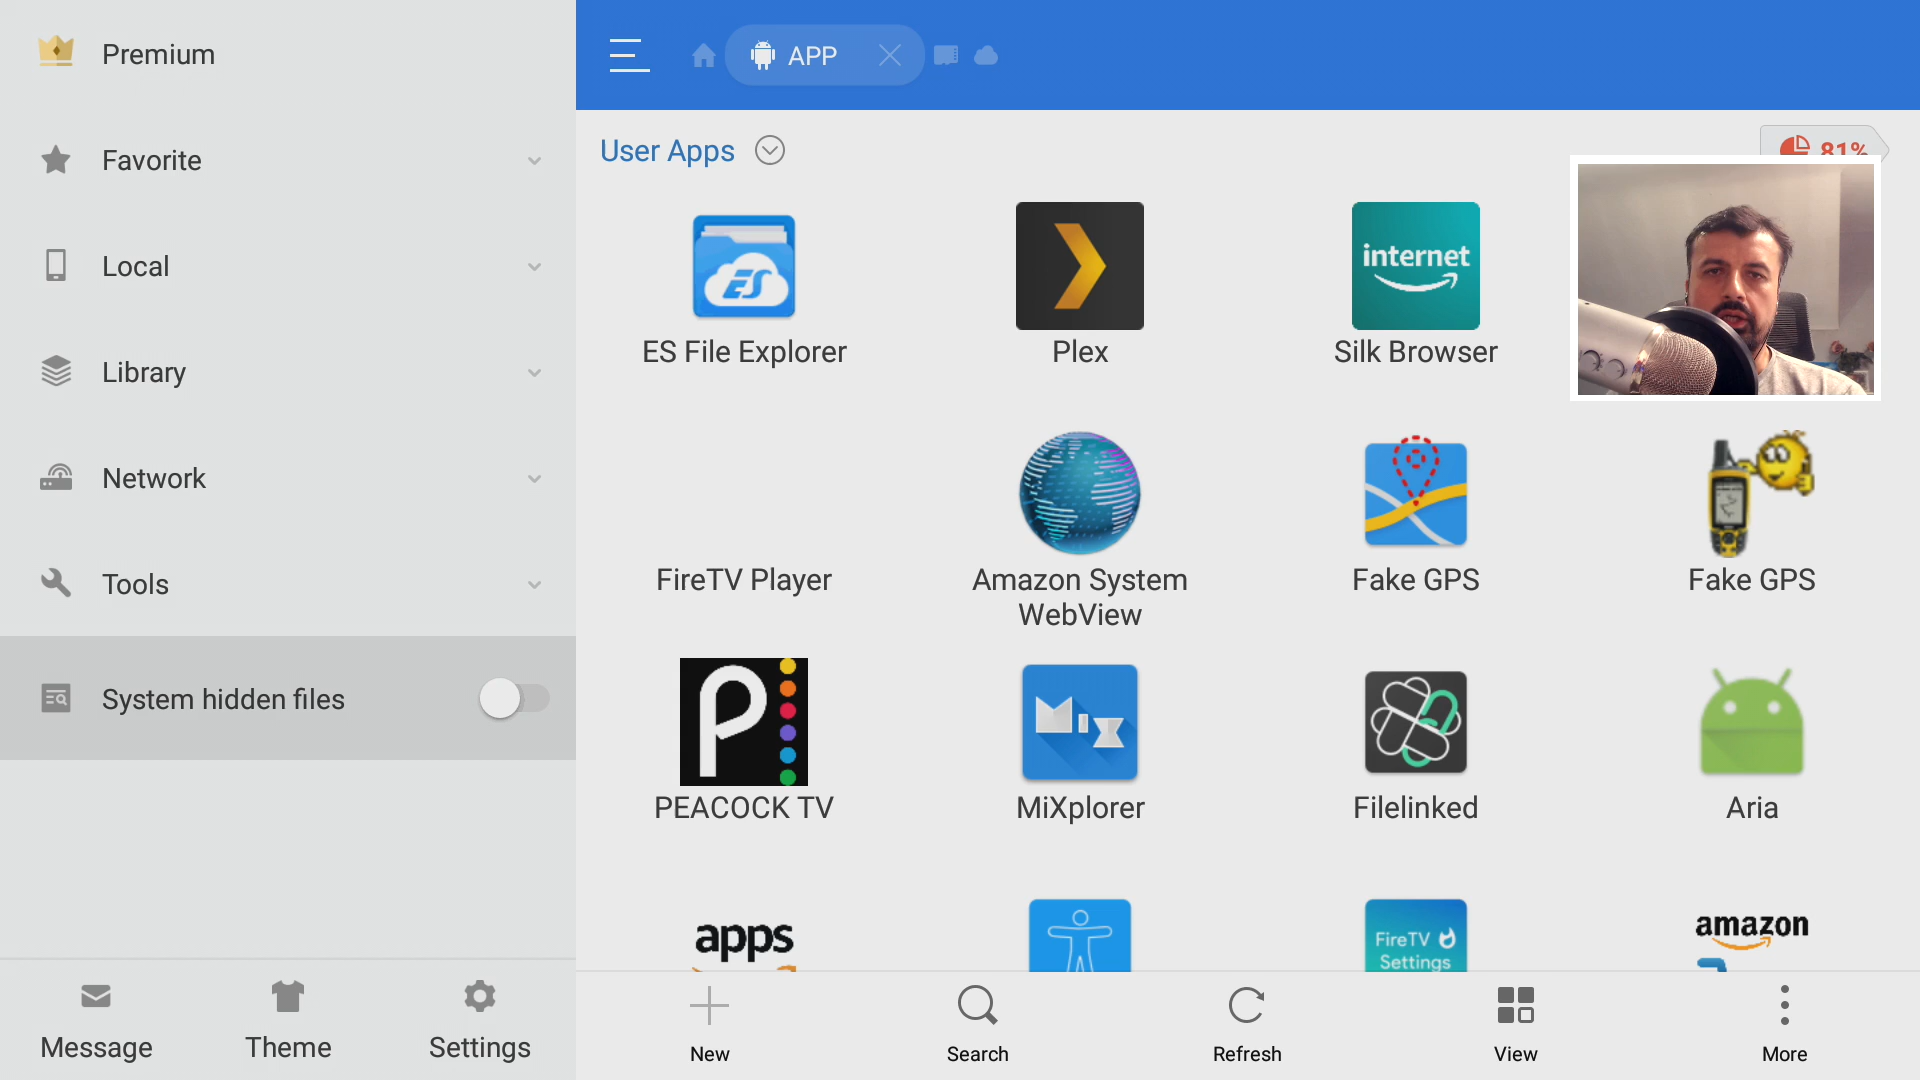 Premium
Favorite
Local
Library
Network
Tools
System hidden files
Message
Theme
Settings
APP
User Apps
81%
ES
ES File Explorer
Plex
internet
Silk Browser
FireTV Player
Amazon System
WebView
Fake GPS
Fake GPS
PEACOCK TV
MiXplorer
Filelinked
Aria
apps
FireTV
Settings
amazon
New
Search
Refresh
View
More